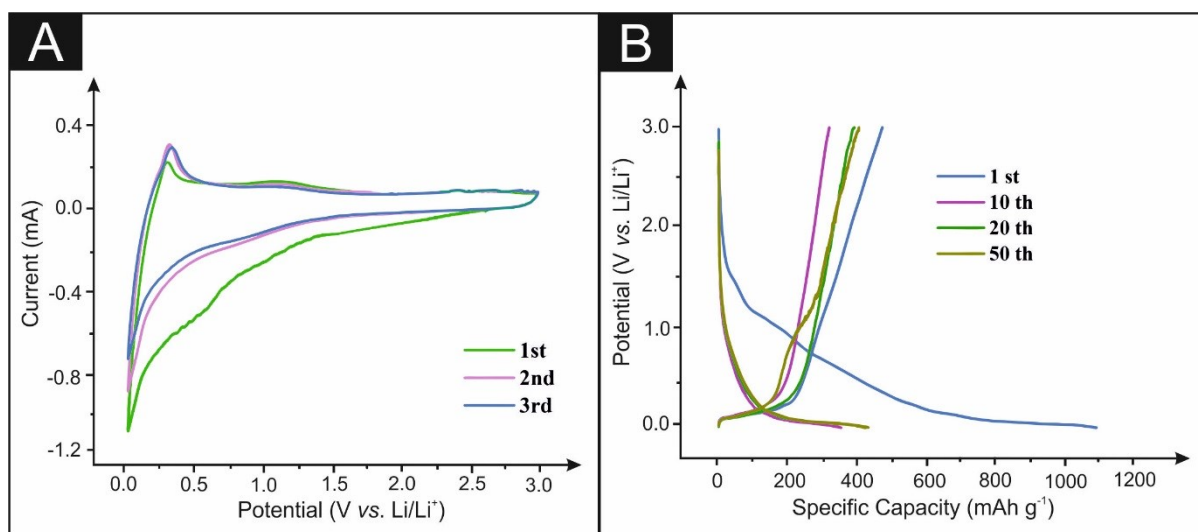 A
0.4
0.0
-0.4
-0.8
-1.2
Current (mA)
1st
2nd
3rd
0.0
0.5
1.0
1.5
2.0
2.5
3.0
Potential (V vs. Li/Li⁺)
B
3.0
2.0
1.0
0.0
Potential (V vs. Li/Li⁺)
1 st
10 th
20 th
50 th
0
200
400
600
800
1000
1200
Specific Capacity (mAh g⁻¹)